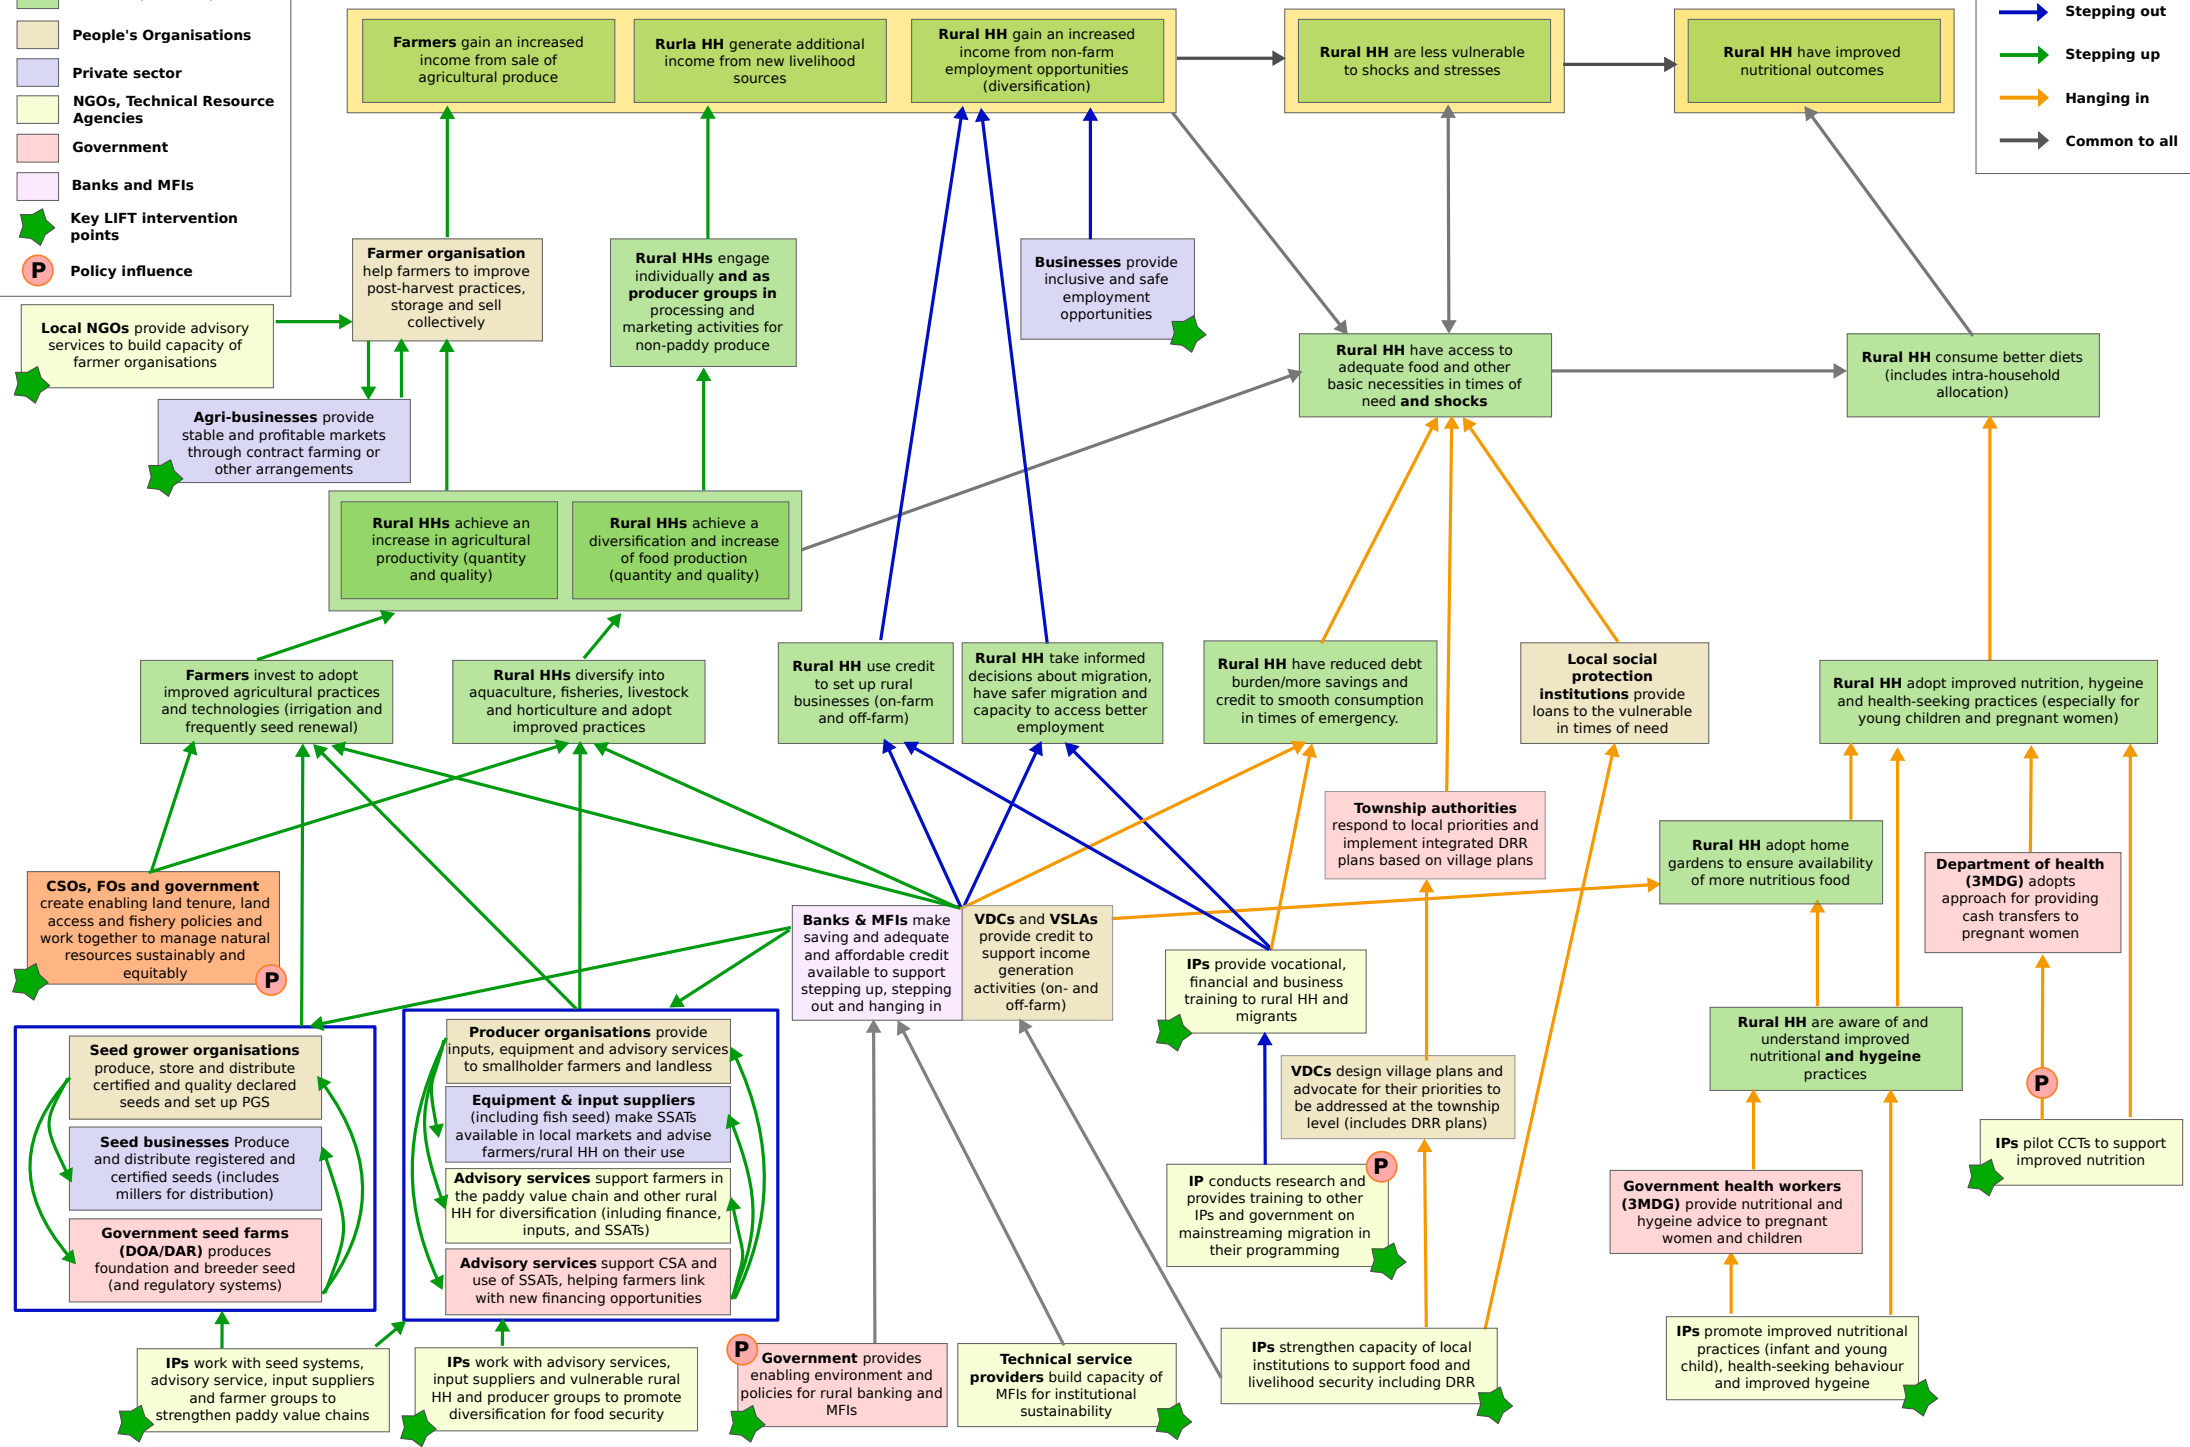 People's Organisations
Private sector
NGOs, Technical Resource
Agencies
Government
Banks and MFIs
Key LIFT intervention
points
P
Policy influence
Stepping out
Stepping up
Hanging in
Common to all
Farmers gain an increased
income from sale of
agricultural produce
Rurla HH generate additional
income from new livelihood
sources
Rural HH gain an increased
income from non-farm
employment opportunities
(diversification)
Rural HH are less vulnerable
to shocks and stresses
Rural HH have improved
nutritional outcomes
Farmer organisation
help farmers to improve
post-harvest practices,
storage and sell
collectively
Rural HHs engage
individually and as
producer groups in
processing and
marketing activities for
non-paddy produce
Businesses provide
inclusive and safe
employment
opportunities
Local NGOs provide advisory
services to build capacity of
farmer organisations
Rural HH have access to
adequate food and other
basic necessities in times of
need and shocks
Rural HH consume better diets
(includes intra-household
allocation)
Agri-businesses provide
stable and profitable markets
through contract farming or
other arrangements
Rural HHs achieve an
increase in agricultural
productivity (quantity
and quality)
Rural HHs achieve a
diversification and increase
of food production
(quantity and quality)
Farmers invest to adopt
improved agricultural practices
and technologies (irrigation and
frequently seed renewal)
Rural HHs diversify into
aquaculture, fisheries, livestock
and horticulture and adopt
improved practices
Rural HH use credit
to set up rural
businesses (on-farm
and off-farm)
Rural HH take informed
decisions about migration,
have safer migration and
capacity to access better
employment
Rural HH have reduced debt
burden/more savings and
credit to smooth consumption
in times of emergency.
Local social
protection
institutions provide
loans to the vulnerable
in times of need
Rural HH adopt improved nutrition, hygeine
and health-seeking practices (especially for
young children and pregnant women)
Township authorities
respond to local priorities and
implement integrated DRR
plans based on village plans
Rural HH adopt home
gardens to ensure availability
of more nutritious food
Department of health
(3MDG) adopts
approach for providing
cash transfers to
pregnant women
CSOs, FOs and government
create enabling land tenure, land
access and fishery policies and
work together to manage natural
resources sustainably and
equitably
P
Banks & MFIs make
saving and adequate
and affordable credit
available to support
stepping up, stepping
out and hanging in
VDCs and VSLAs
provide credit to
support income
generation
activities (on- and
off-farm)
IPs provide vocational,
financial and business
training to rural HH and
migrants
Rural HH are aware of and
understand improved
nutritional and hygeine
practices
P
Seed grower organisations
produce, store and distribute
certified and quality declared
seeds and set up PGS
Seed businesses Produce
and distribute registered and
certified seeds (includes
millers for distribution)
Government seed farms
(DOA/DAR) produces
foundation and breeder seed
(and regulatory systems)
Producer organisations provide
inputs, equipment and advisory services
to smallholder farmers and landless
Equipment & input suppliers
(including fish seed) make SSATs
available in local markets and advise
farmers/rural HH on their use
Advisory services support farmers in
the paddy value chain and other rural
HH for diversification (inluding finance,
inputs, and SSATs)
Advisory services support CSA and
use of SSATs, helping farmers link
with new financing opportunities
VDCs design village plans and
advocate for their priorities to
be addressed at the township
level (includes DRR plans)
IPs pilot CCTs to support
improved nutrition
P
IP conducts research and
provides training to other
IPs and government on
mainstreaming migration in
their programming
Government health workers
(3MDG) provide nutritional and
hygeine advice to pregnant
women and children
IPs work with seed systems,
advisory service, input suppliers
and farmer groups to
strengthen paddy value chains
IPs work with advisory services,
input suppliers and vulnerable rural
HH and producer groups to promote
diversification for food security
P
Government provides
enabling environment and
policies for rural banking and
MFIs
Technical service
providers build capacity of
MFIs for institutional
sustainability
IPs strengthen capacity of local
institutions to support food and
livelihood security including DRR
IPs promote improved nutritional
practices (infant and young
child), health-seeking behaviour
and improved hygeine